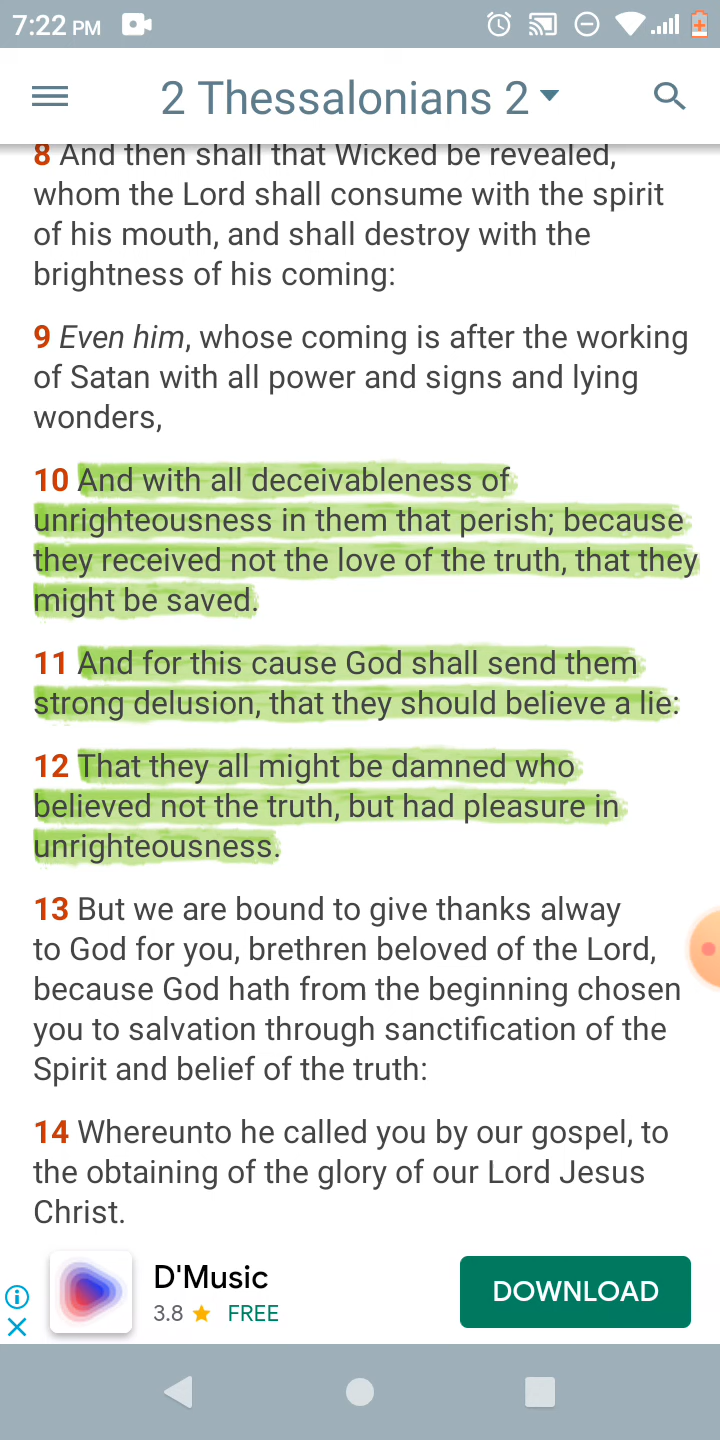 7:22 PM
2 Thessalonians 2
8 And then shall that Wicked be revealed,
whom the Lord shall consume with the spirit
of his mouth, and shall destroy with the
brightness of his coming:
9 Even him, whose coming is after the working
of Satan with all power and signs and lying
wonders,
10 And with all deceivableness of
unrighteousness in them that perish; because
they received not the love of the truth, that they
might be saved.
11 And for this cause God shall send them
strong delusion, that they should believe a lie:
12 That they all might be damned who
believed not the truth, but had pleasure in
unrighteousness.
13 But we are bound to give thanks alway
to God for you, brethren beloved of the Lord,
because God hath from the beginning chosen
you to salvation through sanctification of the
Spirit and belief of the truth:
14 Whereunto he called you by our gospel, to
the obtaining of the glory of our Lord Jesus
Christ.
D'Music
3.8 FREE
DOWNLOAD